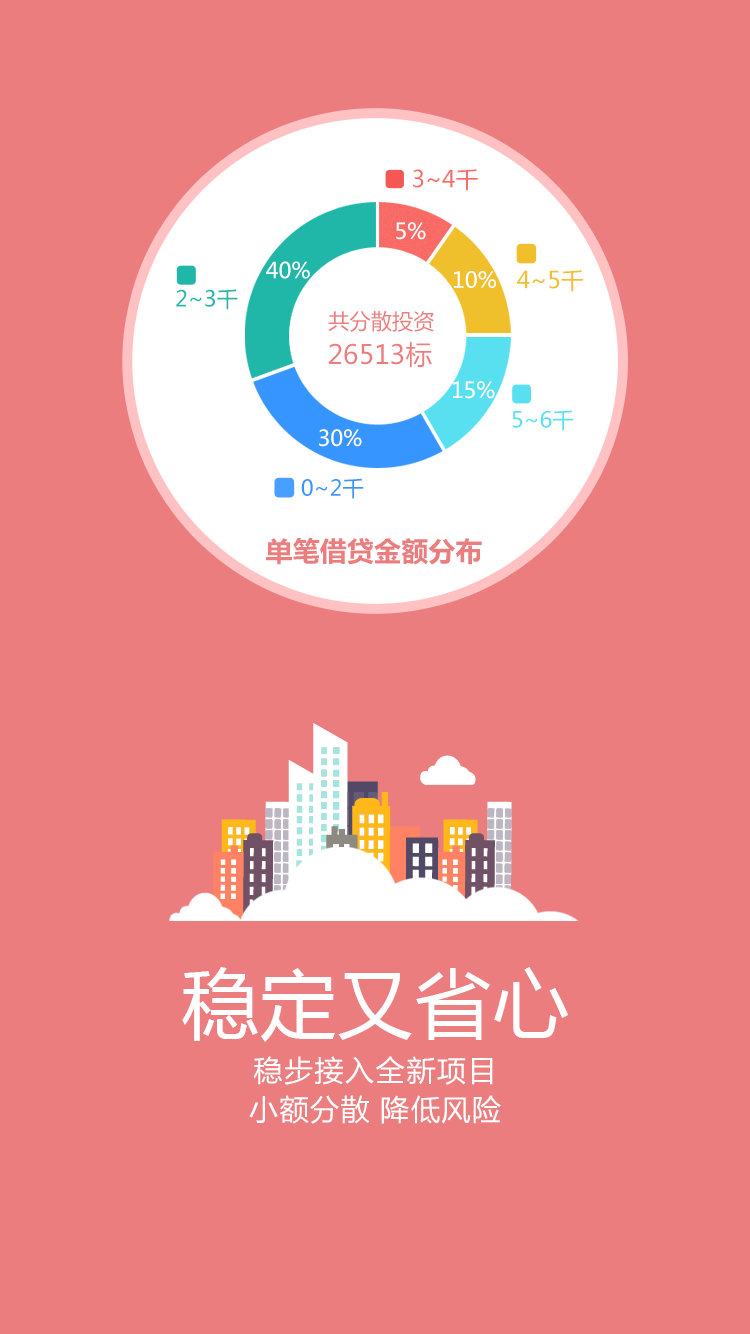 3~4千
5%
4~5千
10%
40%
2~3千
共分散投资
26513标
15%
5~6千
30%
0~2千
单笔借贷金额分布
稳定又省心
稳步接入全新项目
小额分散 降低风险